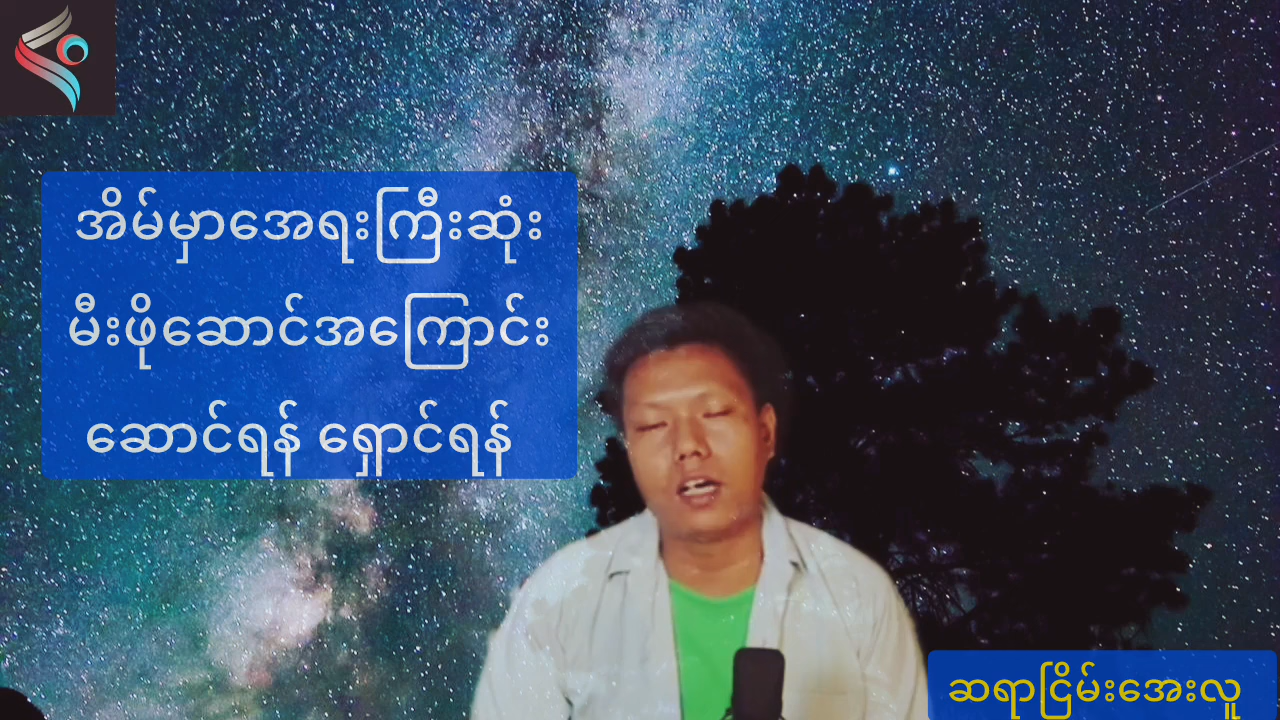 အိမ်မှာအေရးကြီးဆုံး
မီးဖိုဆောင်အကြောင်း
ဆောင်ရန် ရှောင်ရန်
ဆရာငြိမ်းအေးလူ